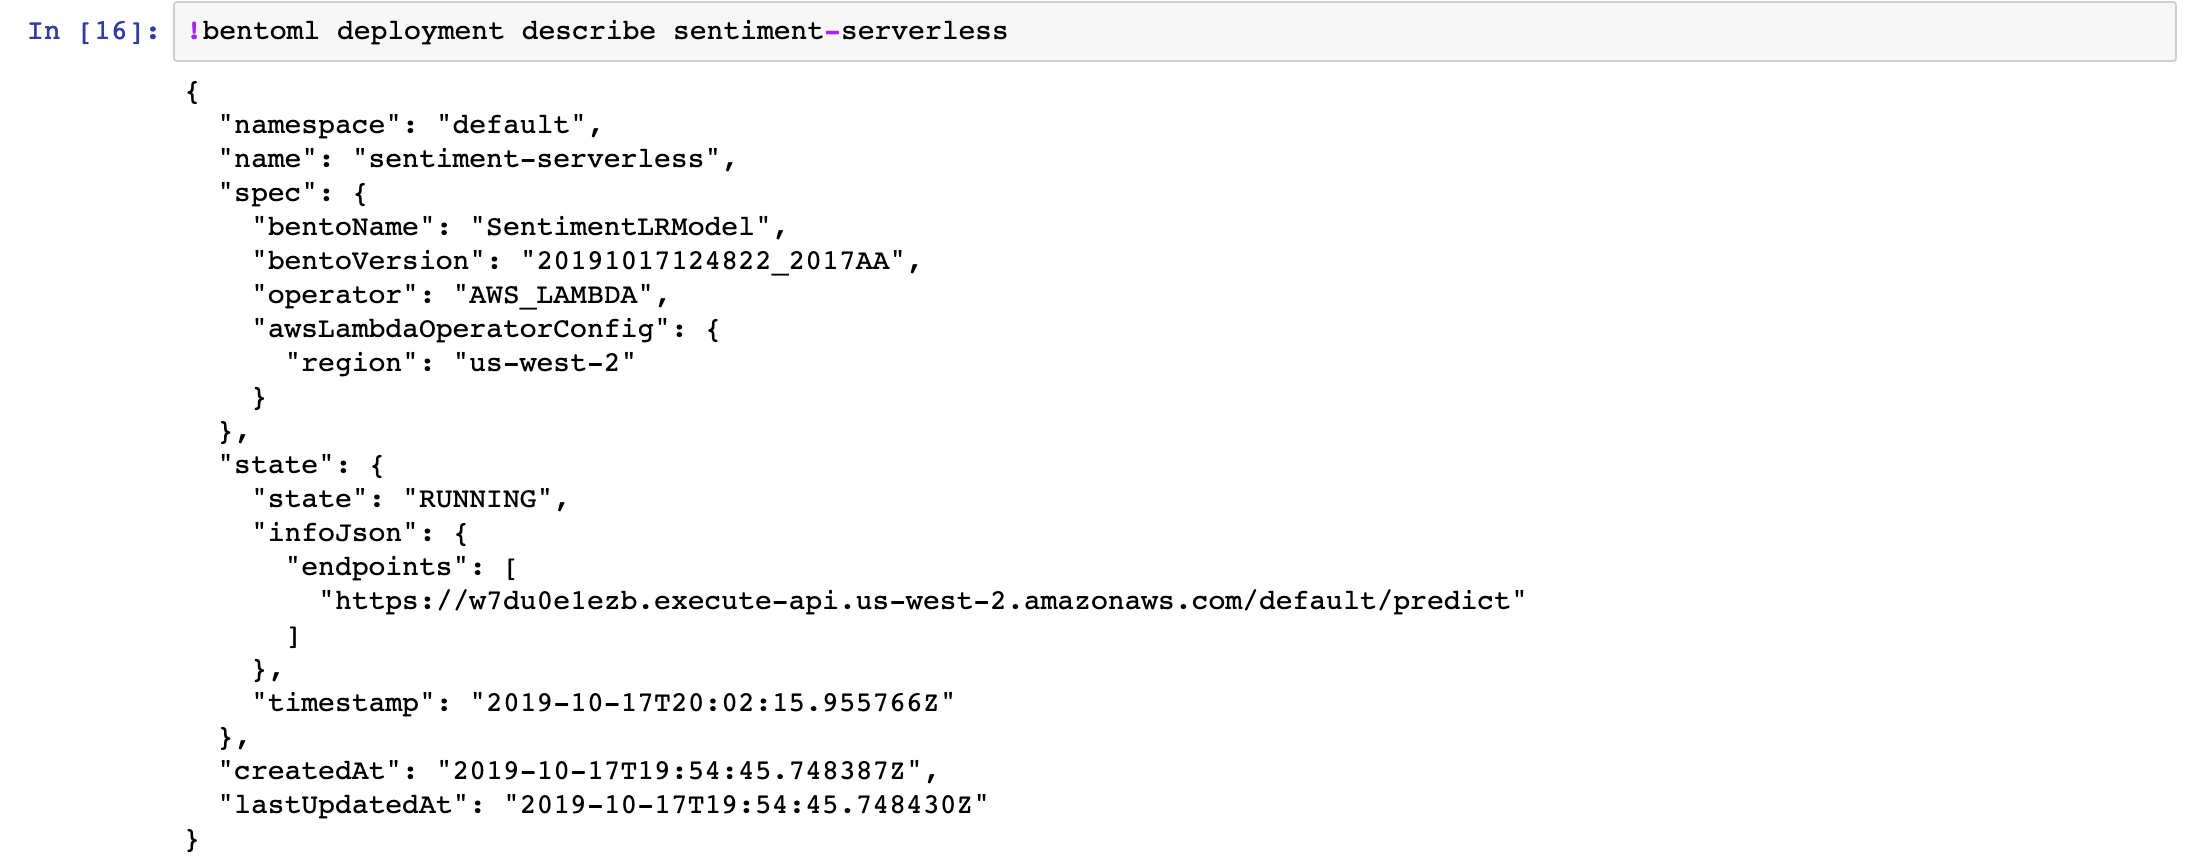 In [16]: !bentoml deployment describe sentiment-serverless
{
  "namespace": "default",
  "name": "sentiment-serverless",
  "spec": {
    "bentoName": "SentimentLRModel",
    "bentoVersion": "20191017124822_2017AA",
    "operator": "AWS_LAMBDA",
    "awsLambdaOperatorConfig": {
      "region": "us-west-2"
    }
  },
  "state": {
    "state": "RUNNING",
    "infoJson": {
      "endpoints": [
        "https://w7du0e1ezb.execute-api.us-west-2.amazonaws.com/default/predict"
      ]
    },
    "timestamp": "2019-10-17T20:02:15.955766Z"
  },
  "createdAt": "2019-10-17T19:54:45.748387Z",
  "lastUpdatedAt": "2019-10-17T19:54:45.748430Z"
}